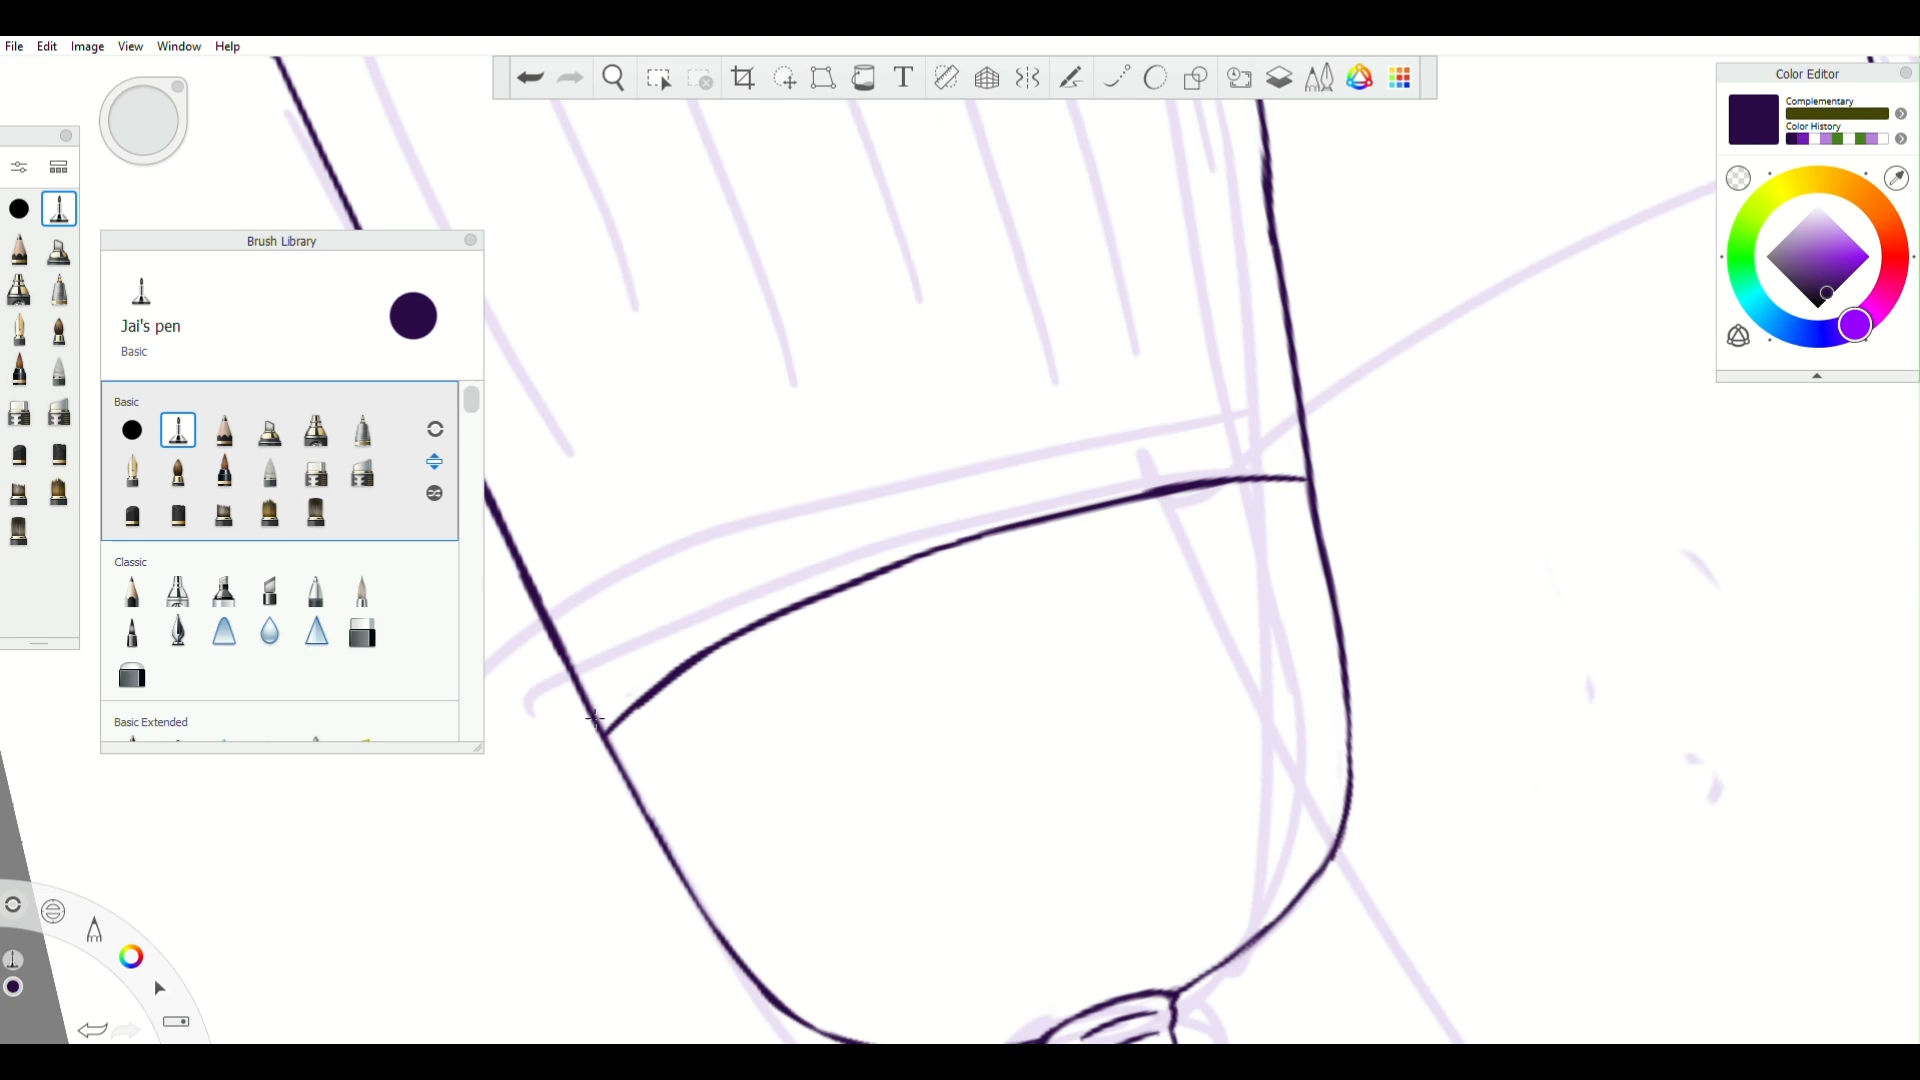 File Edit Image View Window Help
Color Editor
Complementary
Color History
Brush Library
Jai's pen
Basic
Basic
Classic
Basic Extended